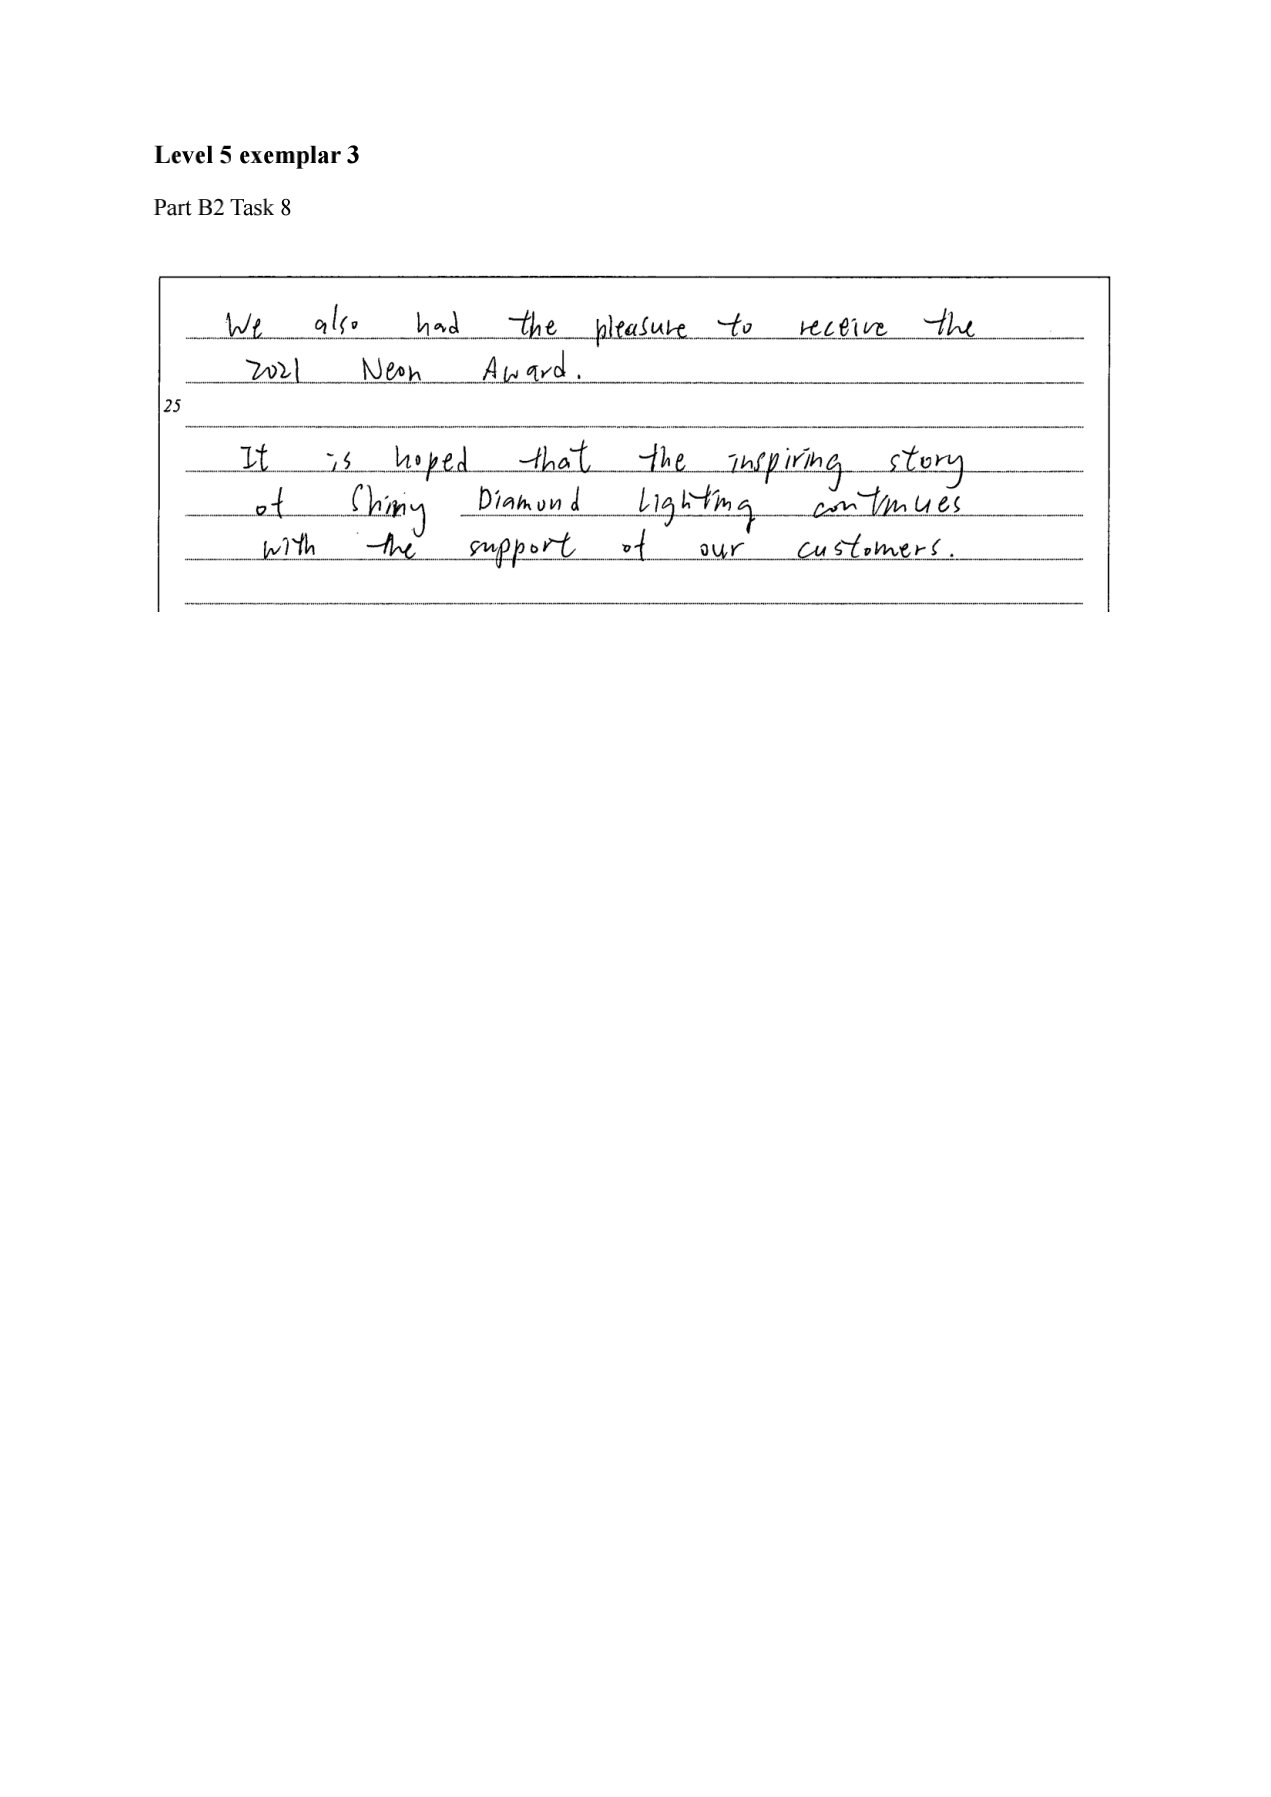 Level 5 exemplar 3
Part B2 Task 8
We also had the pleasure to receive the
2021 Neon Award.
25
It is hoped that the inspiring story
of Shiny Diamond Lighting continues
with the support of our customers.